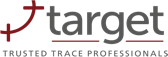 target
TRUSTED TRACE PROFESSIONALS